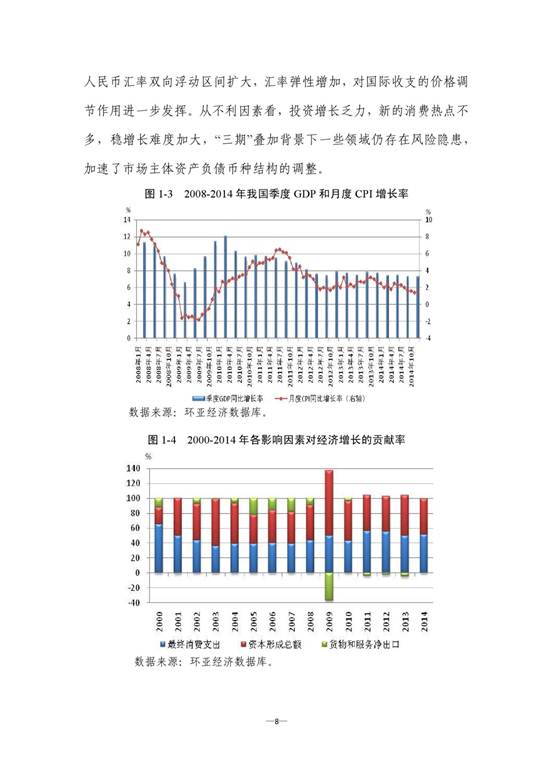 人民币汇率双向浮动区间扩大，汇率弹性增加，对国际收支的价格调
节作用进一步发挥。从不利因素看，投资增长乏力，新的消费热点不
多，稳增长难度加大，“三期”叠加背景下一些领域仍存在风险隐患，
加速了市场主体资产负债币种结构的调整。
图 1-3 2008-2014 年我国季度 GDP 和月度 CPI 增长率
% %
14 10
12 8
10 6
8 4
6 2
4 0
2 -2
0 -4
2008年1月 2008年4月 2008年7月 2008年10月 2009年1月 2009年4月 2009年7月 2009年10月 2010年1月 2010年4月 2010年7月 2010年10月 2011年1月 2011年4月 2011年7月 2011年10月 2012年1月 2012年4月 2012年7月 2012年10月 2013年1月 2013年4月 2013年7月 2013年10月 2014年1月 2014年4月 2014年7月 2014年10月
季度GDP同比增长率 月度CPI同比增长率（右轴）
数据来源：环亚经济数据库。
图 1-4 2000-2014 年各影响因素对经济增长的贡献率
%
140
120
100
80
60
40
20
0
-20
-40
2000 2001 2002 2003 2004 2005 2006 2007 2008 2009 2010 2011 2012 2013 2014
最终消费支出 资本形成总额 货物和服务净出口
数据来源：环亚经济数据库。
—8—